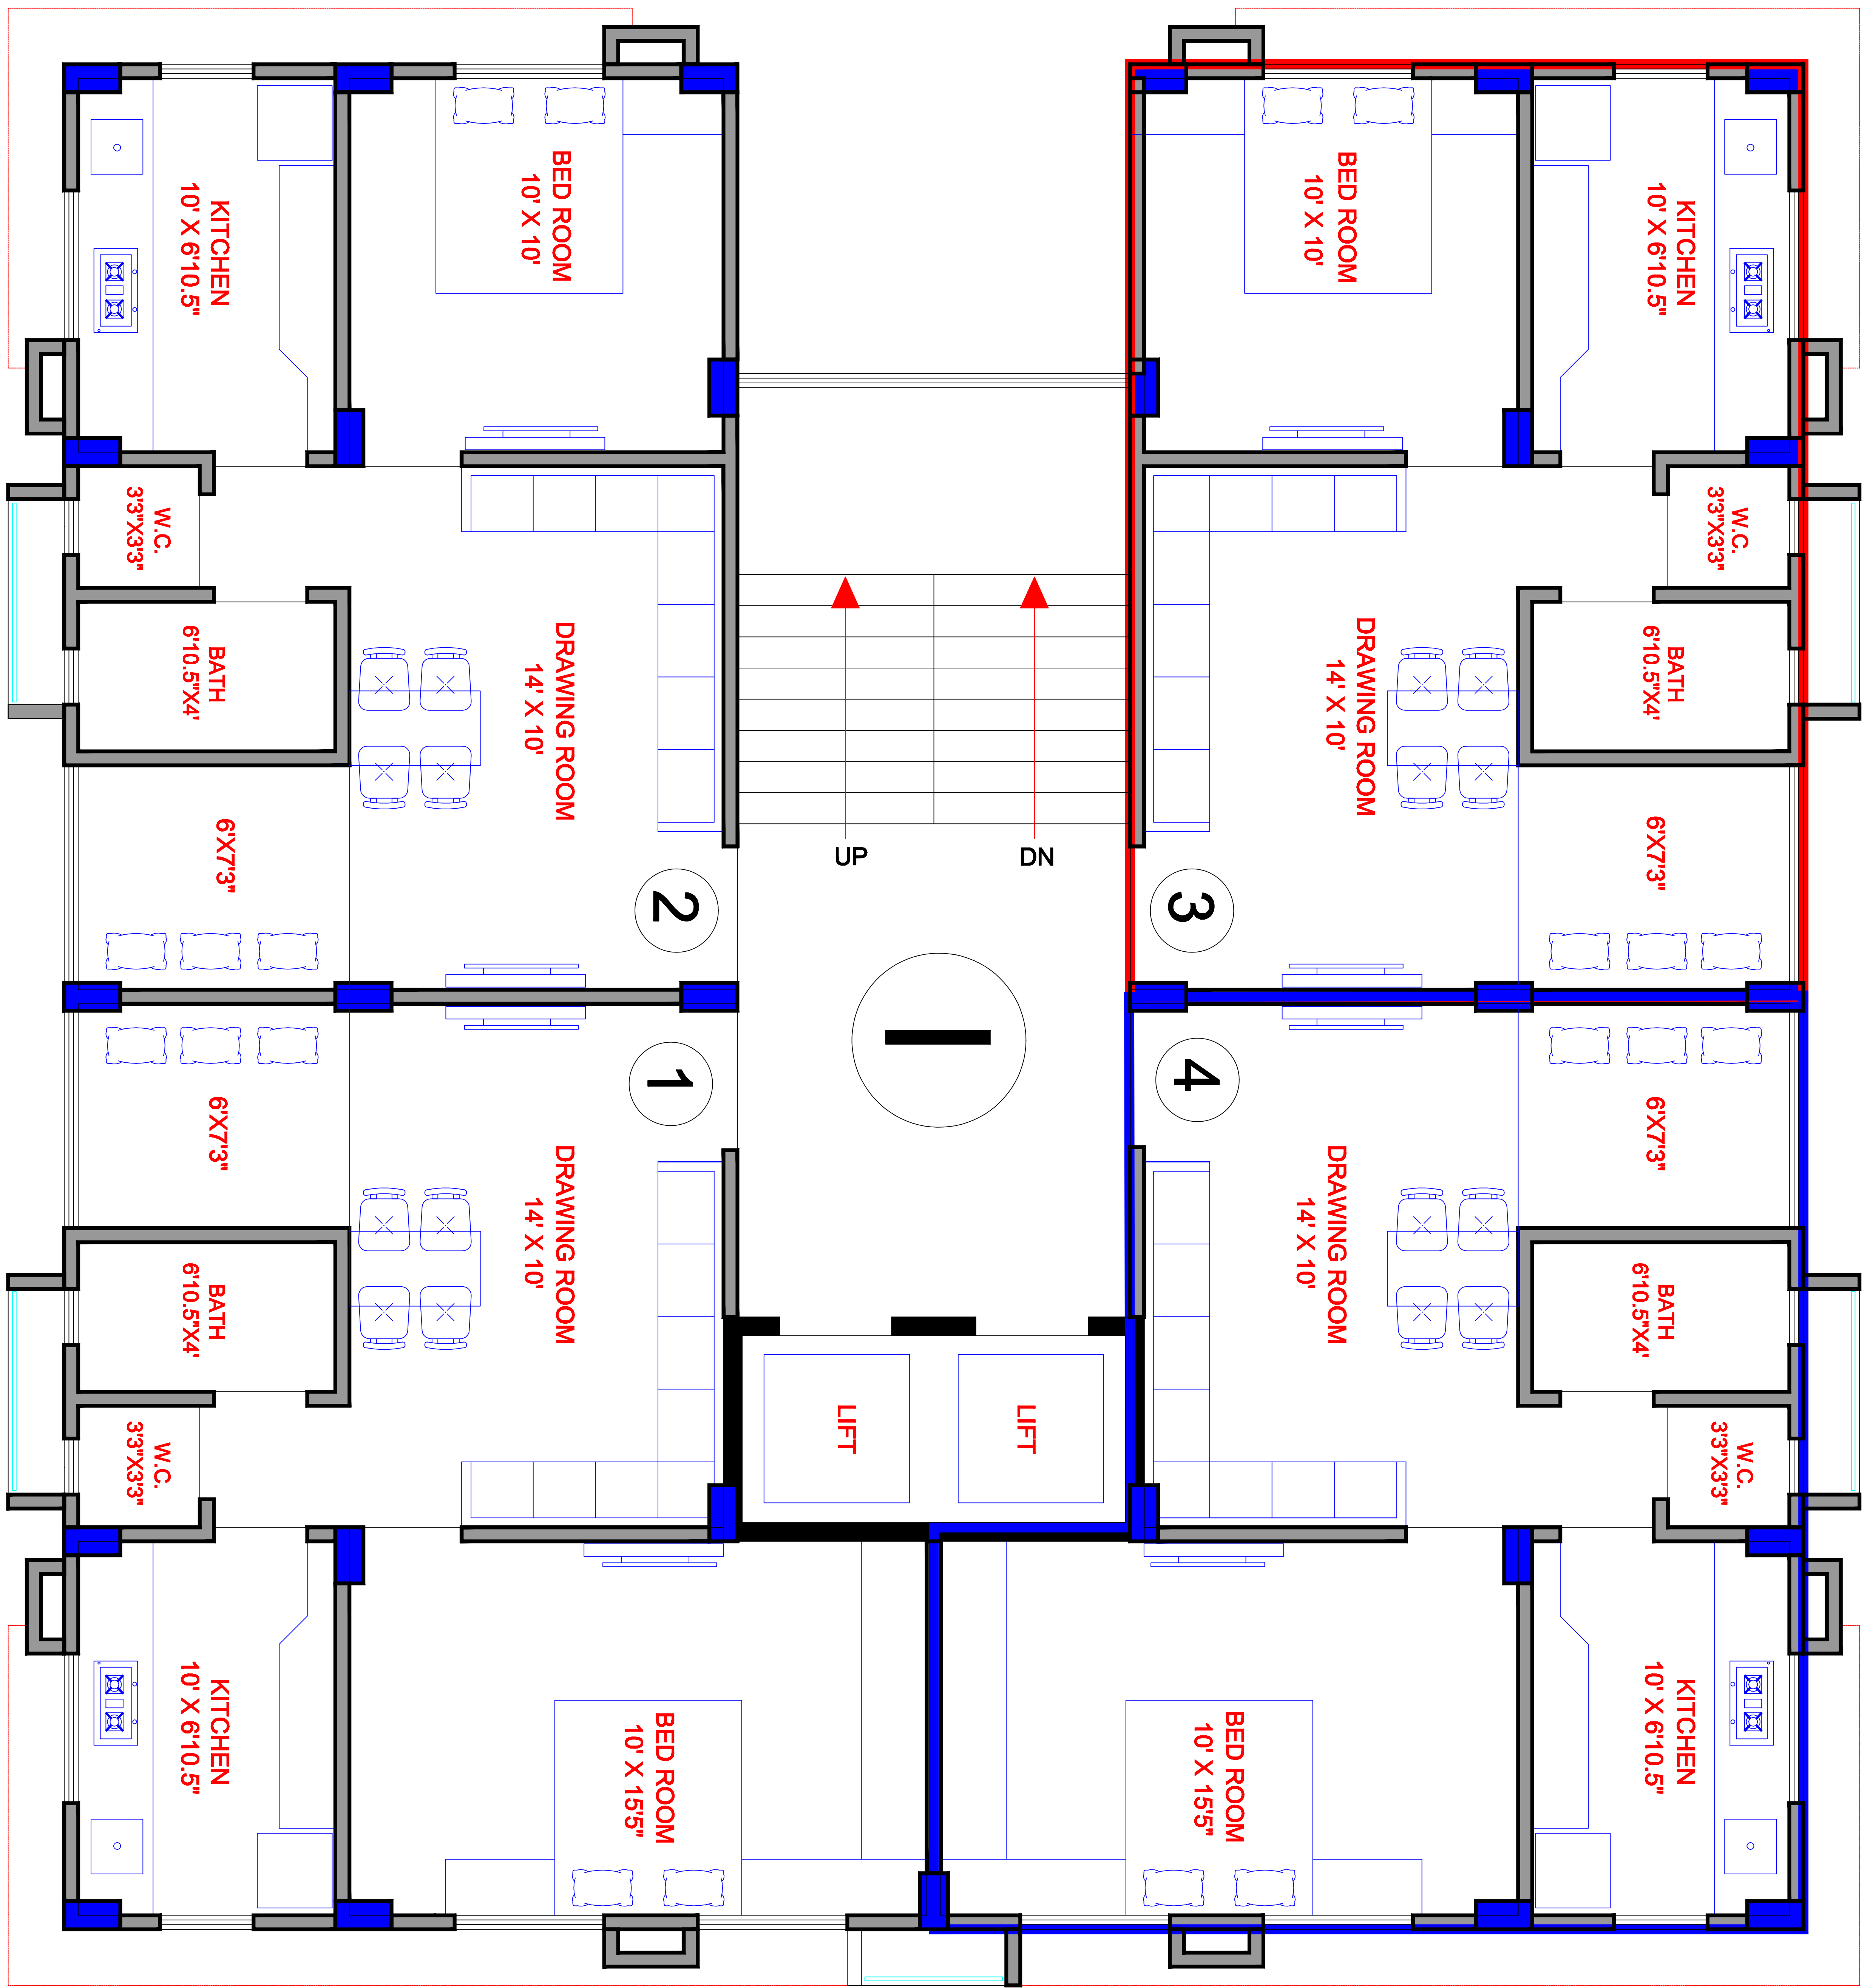 BED ROOM
10' X 10'
KITCHEN
10' X 6'10.5"
BED ROOM
10' X 10'
KITCHEN
10' X 6'10.5"
W.C.
3'3"X3'3"
W.C.
3'3"X3'3"
BATH
6'10.5"X4'
DRAWING ROOM
14' X 10'
DRAWING ROOM
14' X 10'
BATH
6'10.5"X4'
6'X7'3"
UP
DN
6'X7'3"
2
3
I
1
4
6'X7'3"
6'X7'3"
DRAWING ROOM
14' X 10'
DRAWING ROOM
14' X 10'
BATH
6'10.5"X4'
BATH
6'10.5"X4'
LIFT
LIFT
W.C.
3'3"X3'3"
W.C.
3'3"X3'3"
KITCHEN
10' X 6'10.5"
BED ROOM
10' X 15'5"
BED ROOM
10' X 15'5"
KITCHEN
10' X 6'10.5"